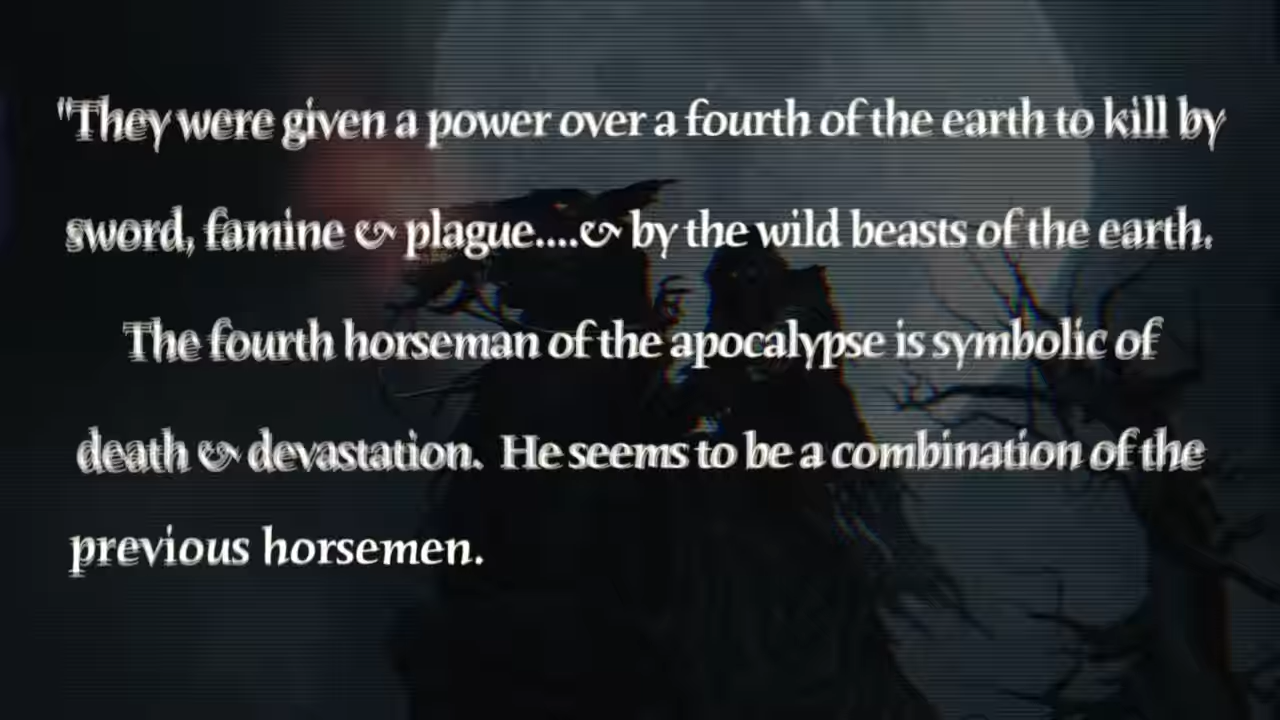 "They were given a power over a fourth of the earth to kill by
sword, famine & plague....& by the wild beasts of the earth.
The fourth horseman of the apocalypse is symbolic of
death & devastation.  He seems to be a combination of the
previous horsemen.